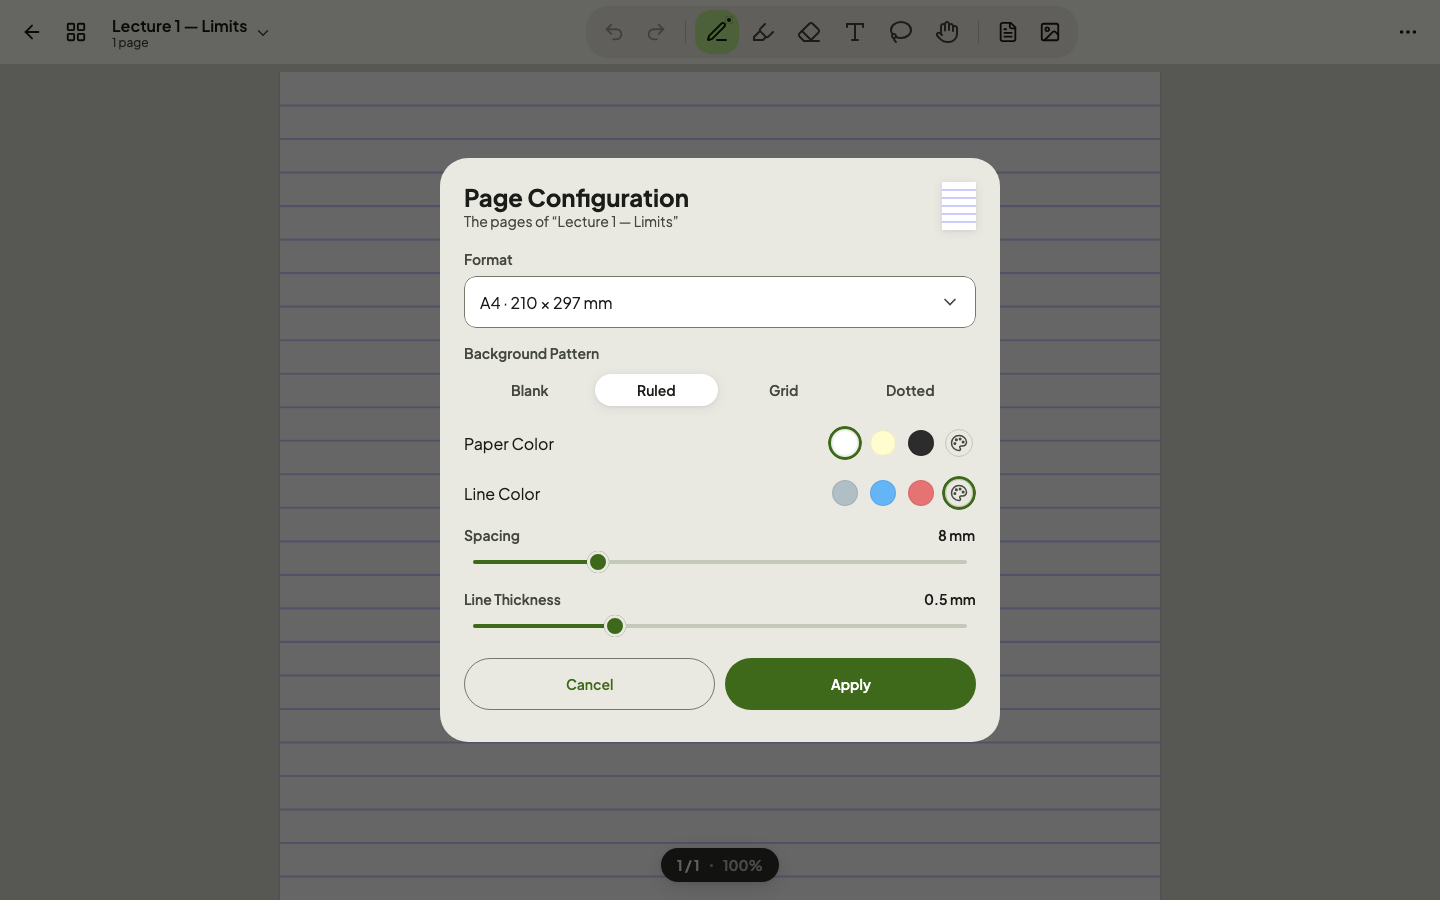 Lecture 1 — Limits
1 page
Page Configuration
The pages of “Lecture 1 — Limits”
Format
A4 · 210 × 297 mm
Background Pattern
Blank Ruled Grid Dotted
Paper Color
Line Color
Spacing 8 mm
Line Thickness 0.5 mm
Cancel Apply
1 / 1 · 100%